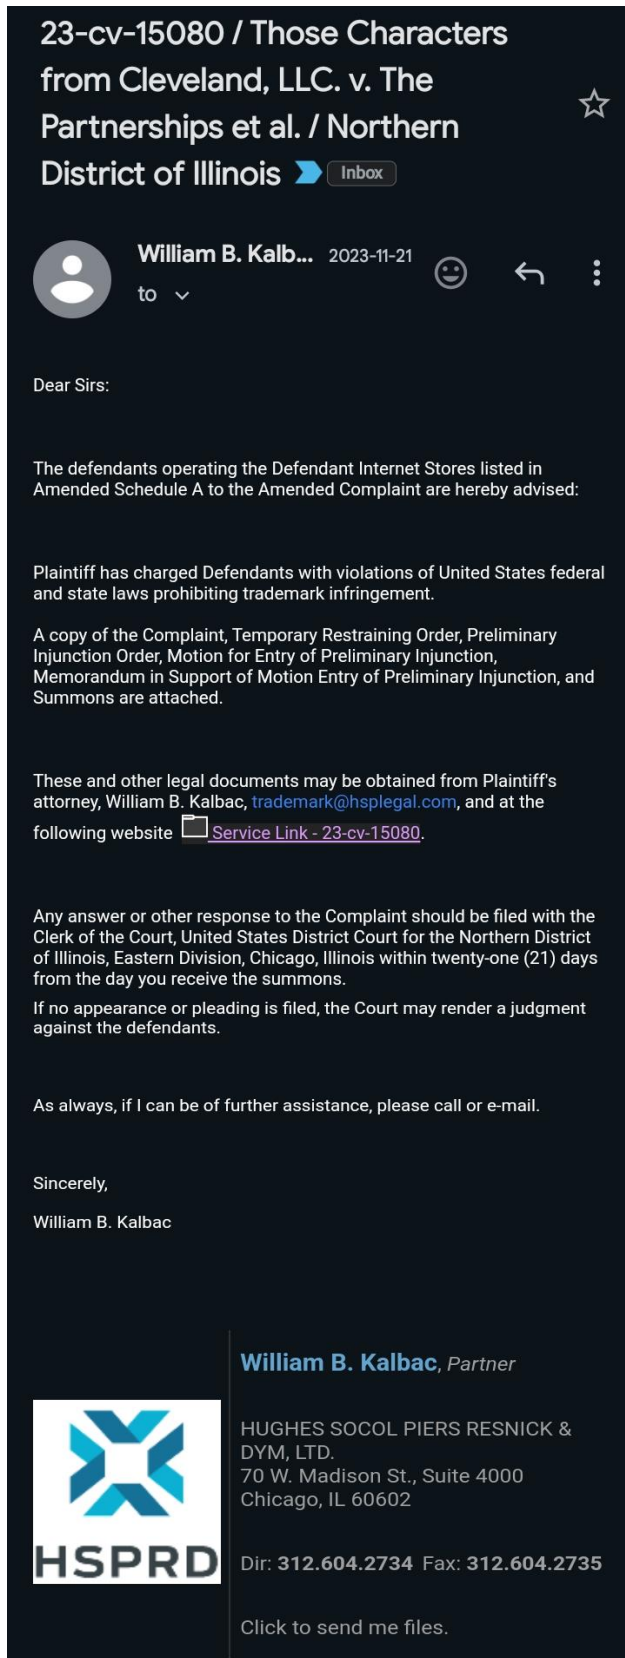 23-cv-15080 / Those Characters
from Cleveland, LLC. v. The
Partnerships et al. / Northern
District of Illinois Inbox
William B. Kalb... 2023-11-21
to
Dear Sirs:
The defendants operating the Defendant Internet Stores listed in
Amended Schedule A to the Amended Complaint are hereby advised:
Plaintiff has charged Defendants with violations of United States federal
and state laws prohibiting trademark infringement.
A copy of the Complaint, Temporary Restraining Order, Preliminary
Injunction Order, Motion for Entry of Preliminary Injunction,
Memorandum in Support of Motion Entry of Preliminary Injunction, and
Summons are attached.
These and other legal documents may be obtained from Plaintiff's
attorney, William B. Kalbac, trademark@hsplegal.com, and at the
following website Service Link - 23-cv-15080.
Any answer or other response to the Complaint should be filed with the
Clerk of the Court, United States District Court for the Northern District
of Illinois, Eastern Division, Chicago, Illinois within twenty-one (21) days
from the day you receive the summons.
If no appearance or pleading is filed, the Court may render a judgment
against the defendants.
As always, if I can be of further assistance, please call or e-mail.
Sincerely,
William B. Kalbac
William B. Kalbac, Partner
HSPRD
HUGHES SOCOL PIERS RESNICK &
DYM, LTD.
70 W. Madison St., Suite 4000
Chicago, IL 60602
Dir: 312.604.2734 Fax: 312.604.2735
Click to send me files.